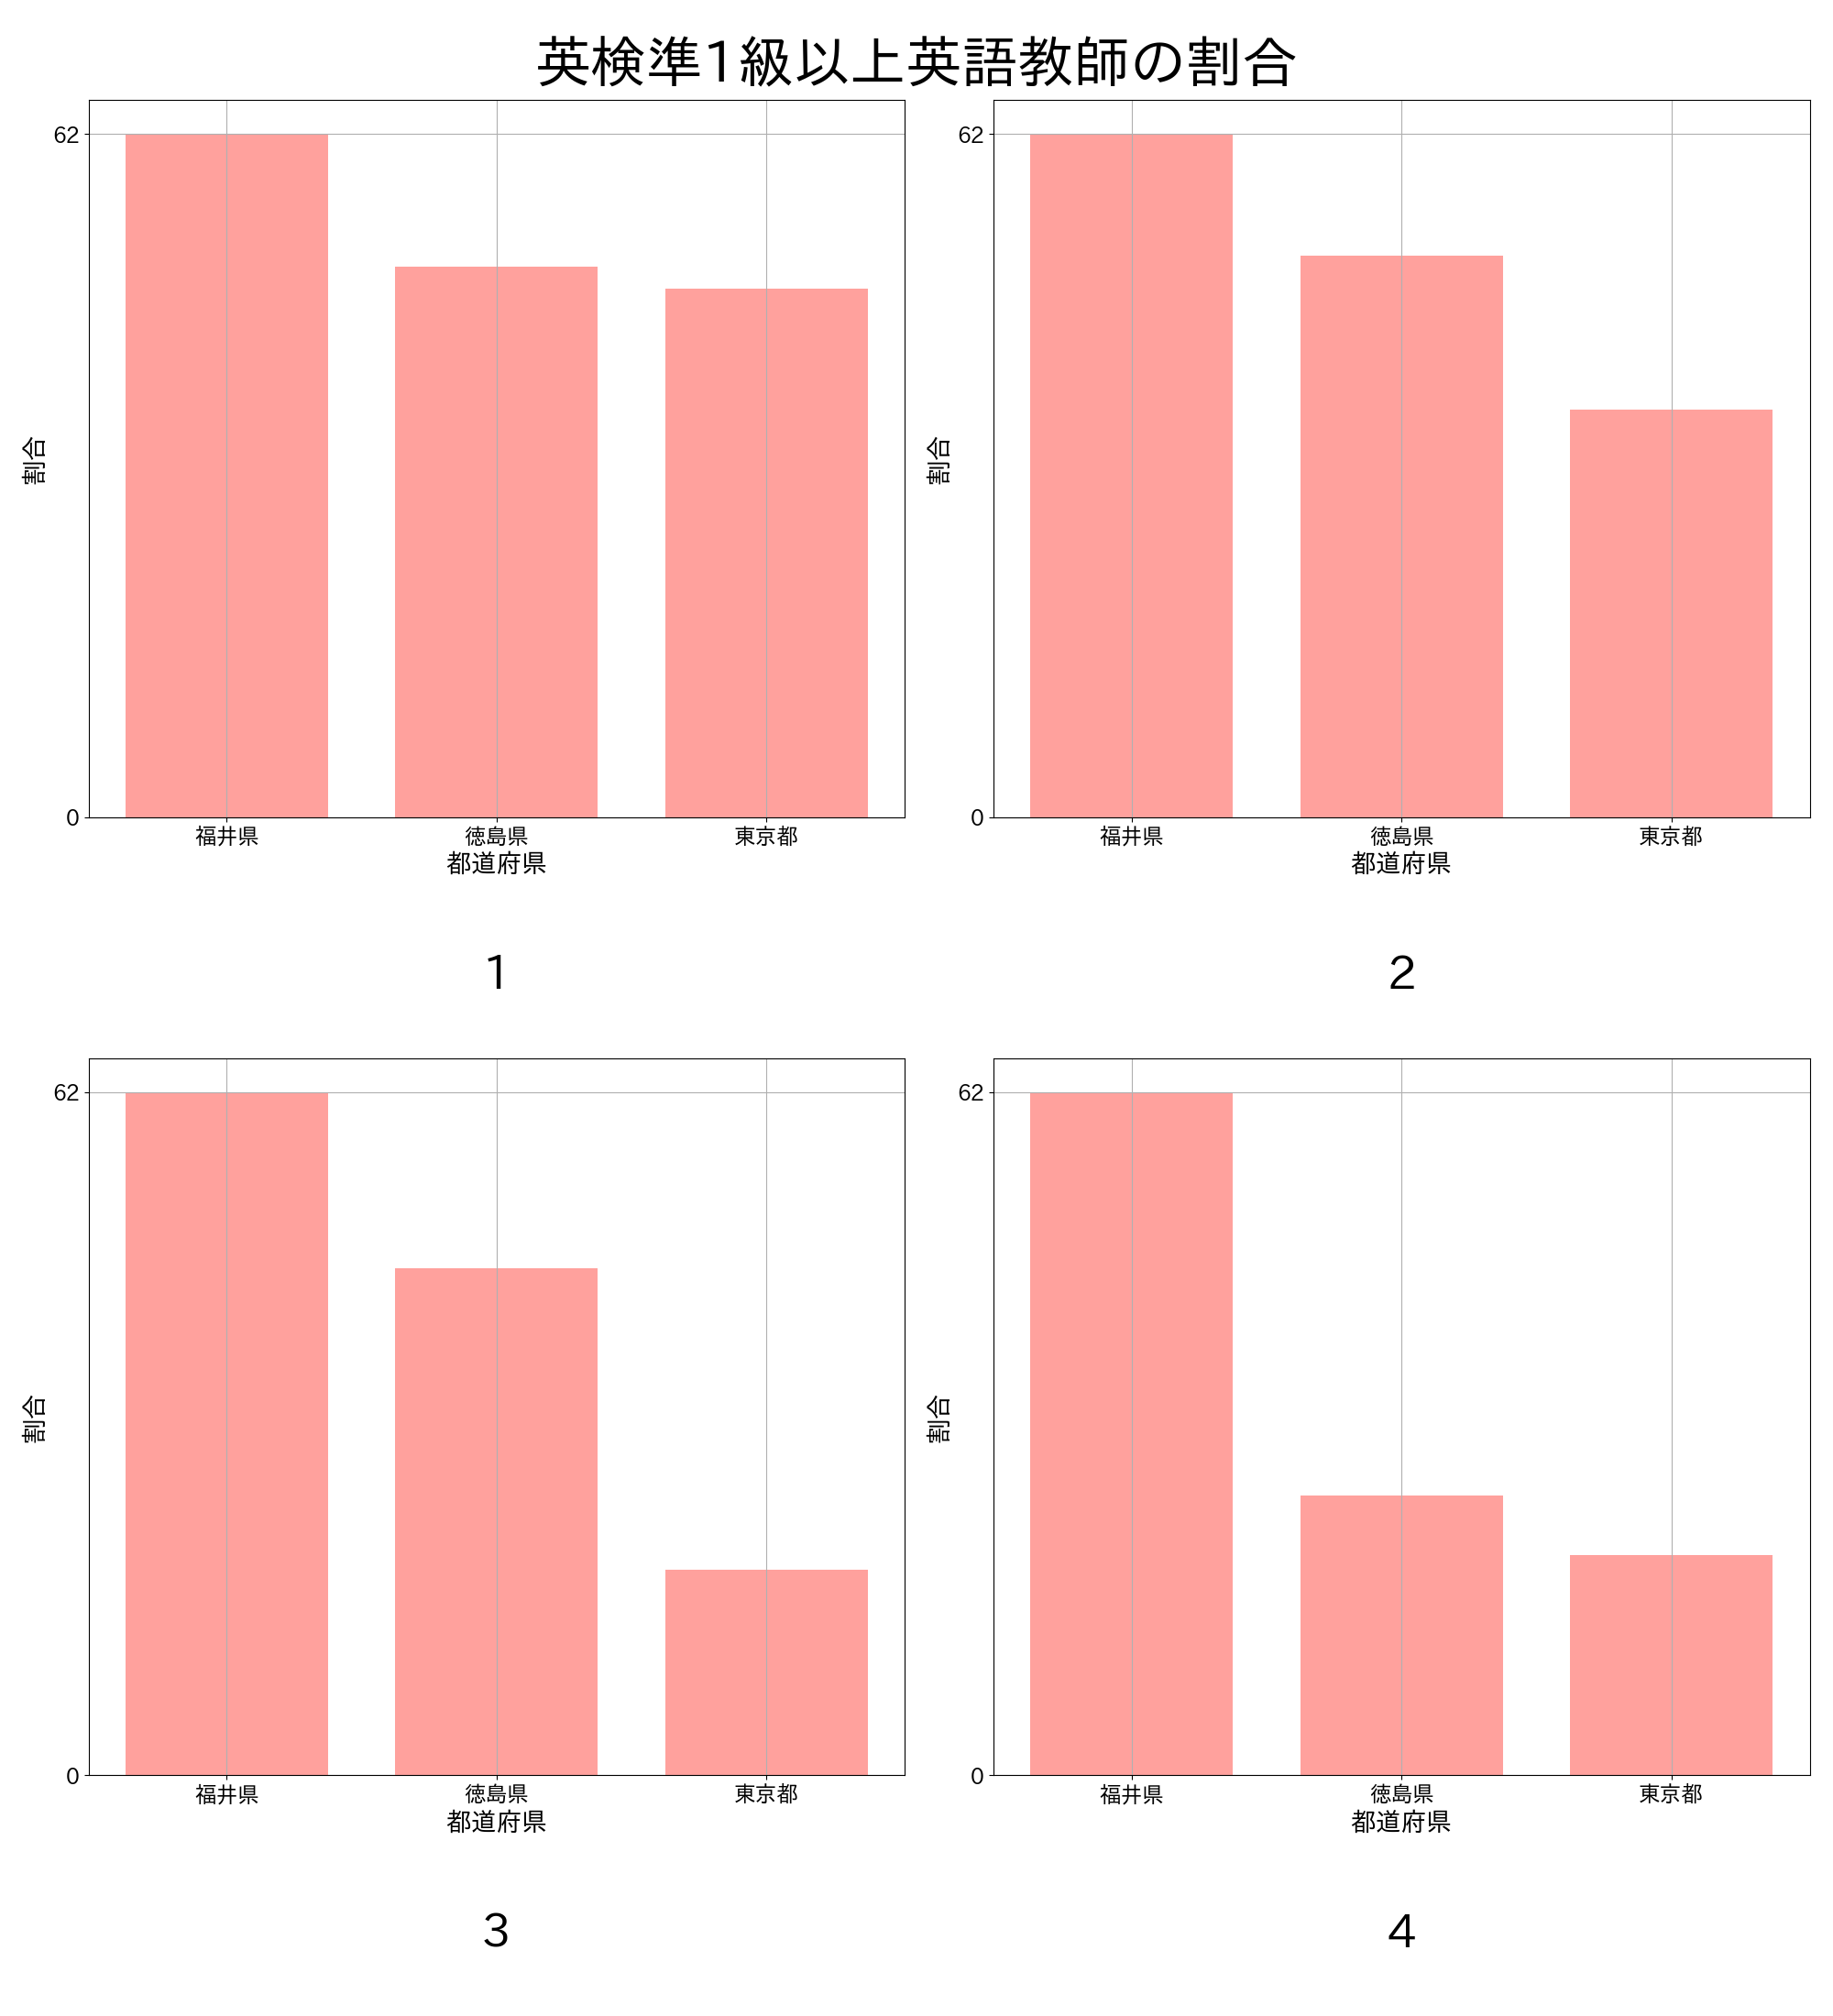 英検準1級以上英語教師の割合
62
0
割合
福井県 徳島県 東京都
都道府県
1
62
0
割合
福井県 徳島県 東京都
都道府県
2
62
0
割合
福井県 徳島県 東京都
都道府県
3
62
0
割合
福井県 徳島県 東京都
都道府県
4